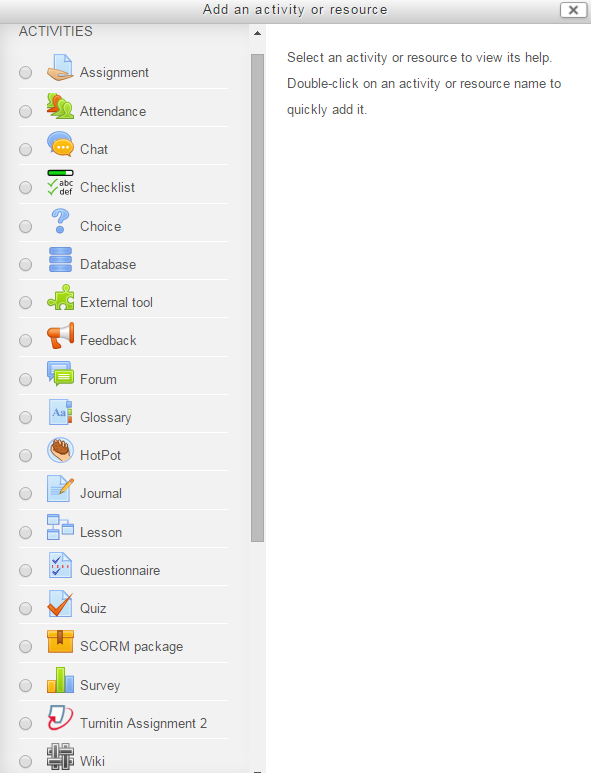 Add an activity or resource
ACTIVITIES
Assignment
Attendance
Chat
abc
def
Checklist
Choice
Database
External tool
Feedback
Forum
Aa
Glossary
HotPot
Journal
Lesson
Questionnaire
Quiz
SCORM package
Survey
Turnitin Assignment 2
Wiki
Select an activity or resource to view its help.
Double-click on an activity or resource name to
quickly add it.